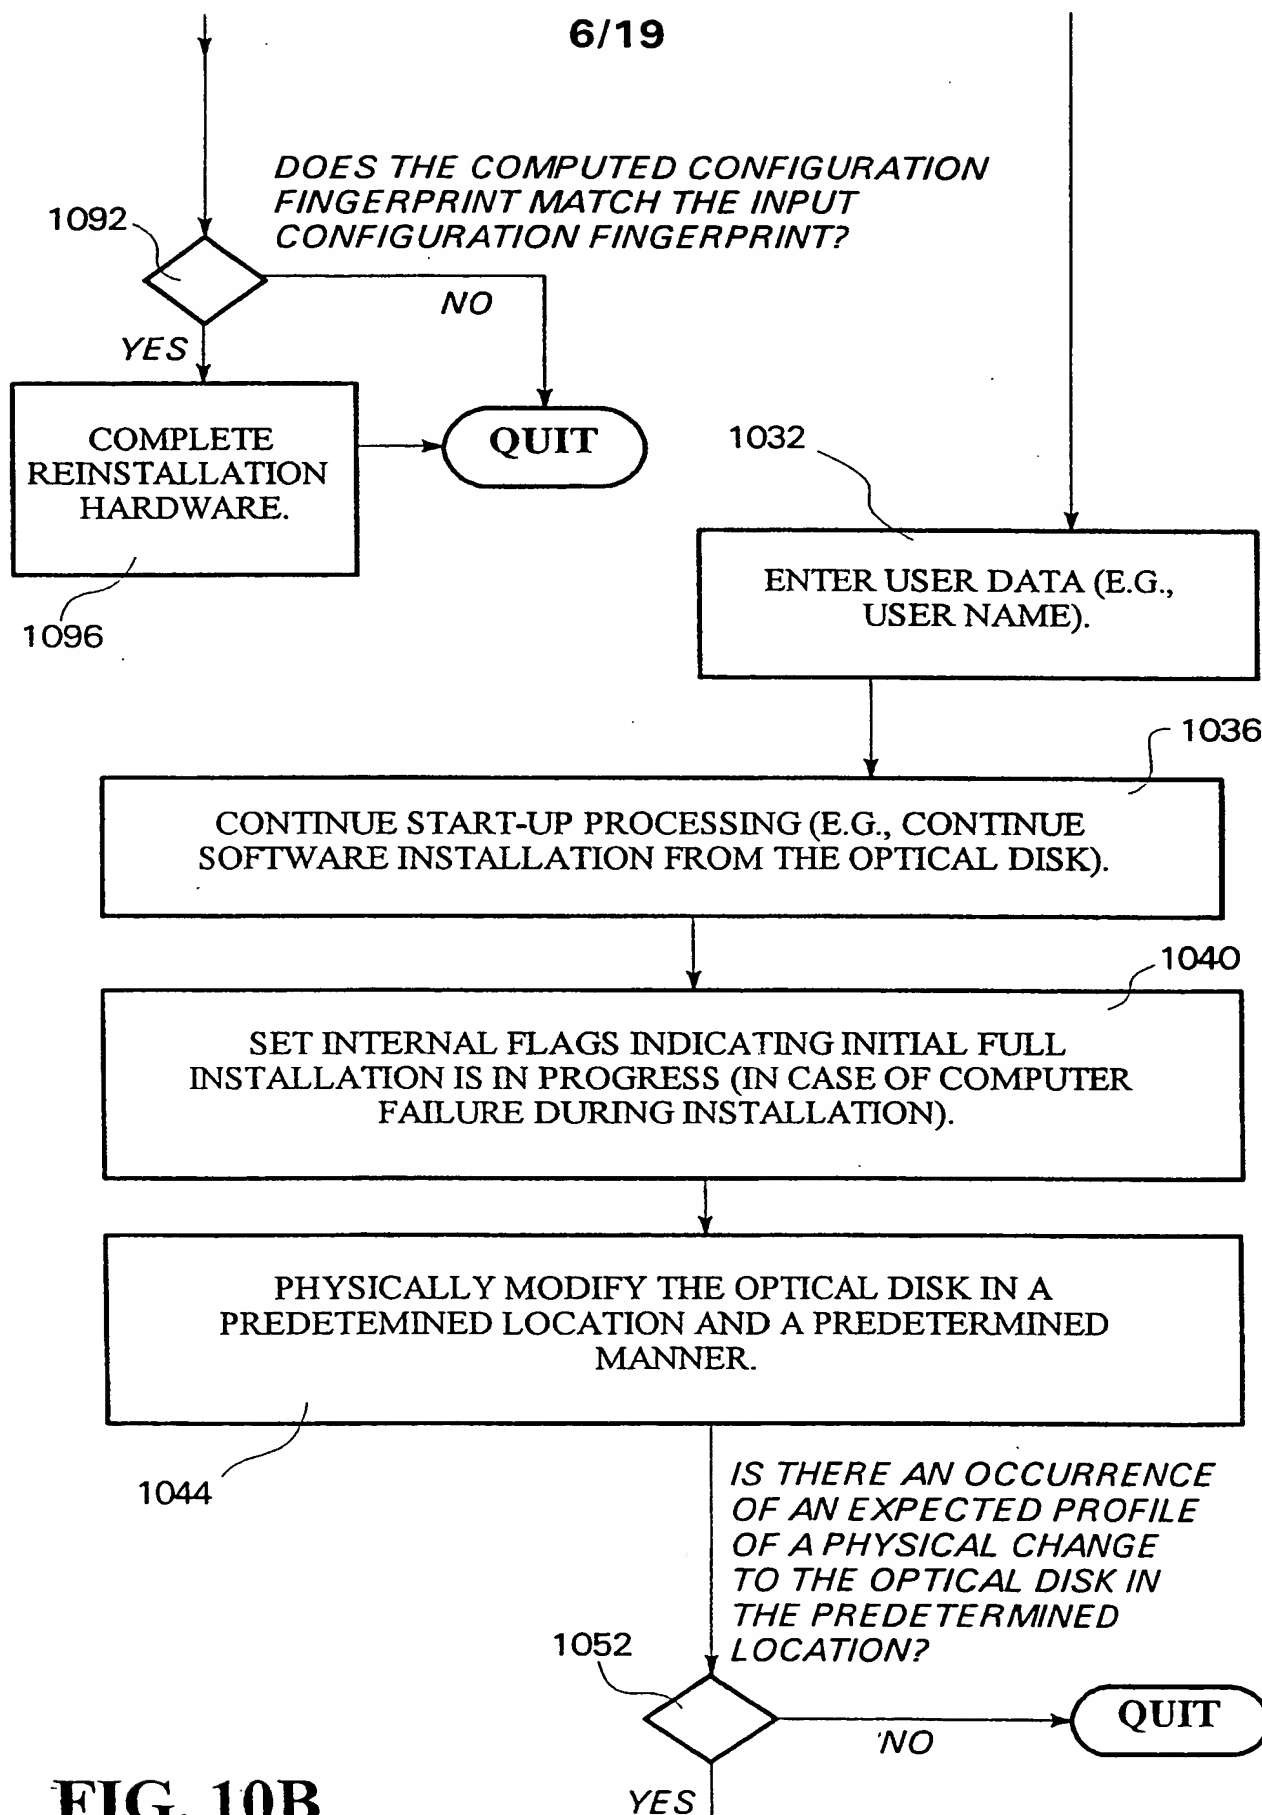 6/19
DOES THE COMPUTED CONFIGURATION
FINGERPRINT MATCH THE INPUT
CONFIGURATION FINGERPRINT?
1092
NO
YES
COMPLETE
REINSTALLATION
HARDWARE.
QUIT
1096
1032
ENTER USER DATA (E.G.,
USER NAME).
1036
CONTINUE START-UP PROCESSING (E.G., CONTINUE
SOFTWARE INSTALLATION FROM THE OPTICAL DISK).
1040
SET INTERNAL FLAGS INDICATING INITIAL FULL
INSTALLATION IS IN PROGRESS (IN CASE OF COMPUTER
FAILURE DURING INSTALLATION).
PHYSICALLY MODIFY THE OPTICAL DISK IN A
PREDETEMINED LOCATION AND A PREDETERMINED
MANNER.
1044
IS THERE AN OCCURRENCE
OF AN EXPECTED PROFILE
OF A PHYSICAL CHANGE
TO THE OPTICAL DISK IN
THE PREDETERMINED
LOCATION?
1052
NO
QUIT
YES
FIG. 10B